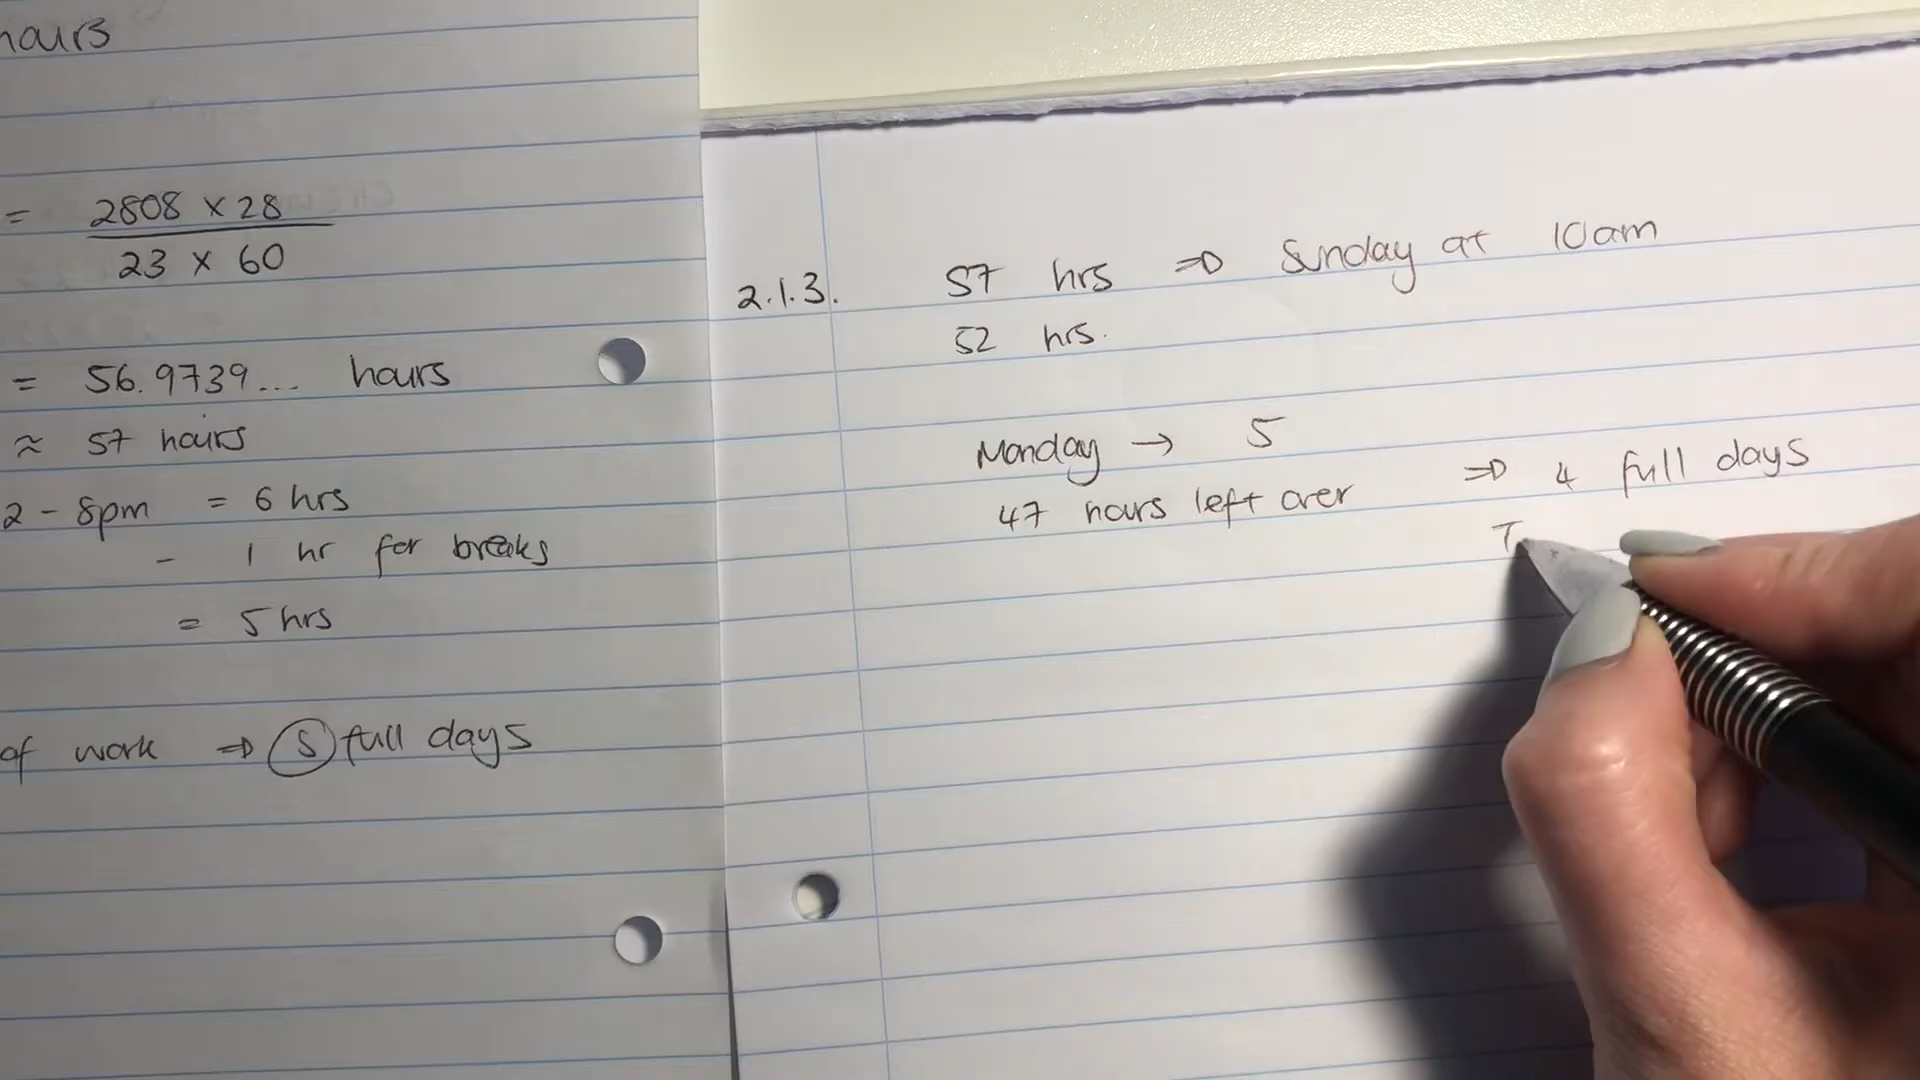 hours
= 2808 x 28
23 x 60
= 56.9739... hours
≈ 57 hours
2 - 8pm = 6 hrs
- 1 hr for breaks
= 5 hrs
of work ⇒ 5 full days
2.1.3. 57 hrs ⇒ Sunday at 10am
52 hrs.
Monday → 5
47 hours left over ⇒ 4 full days
T